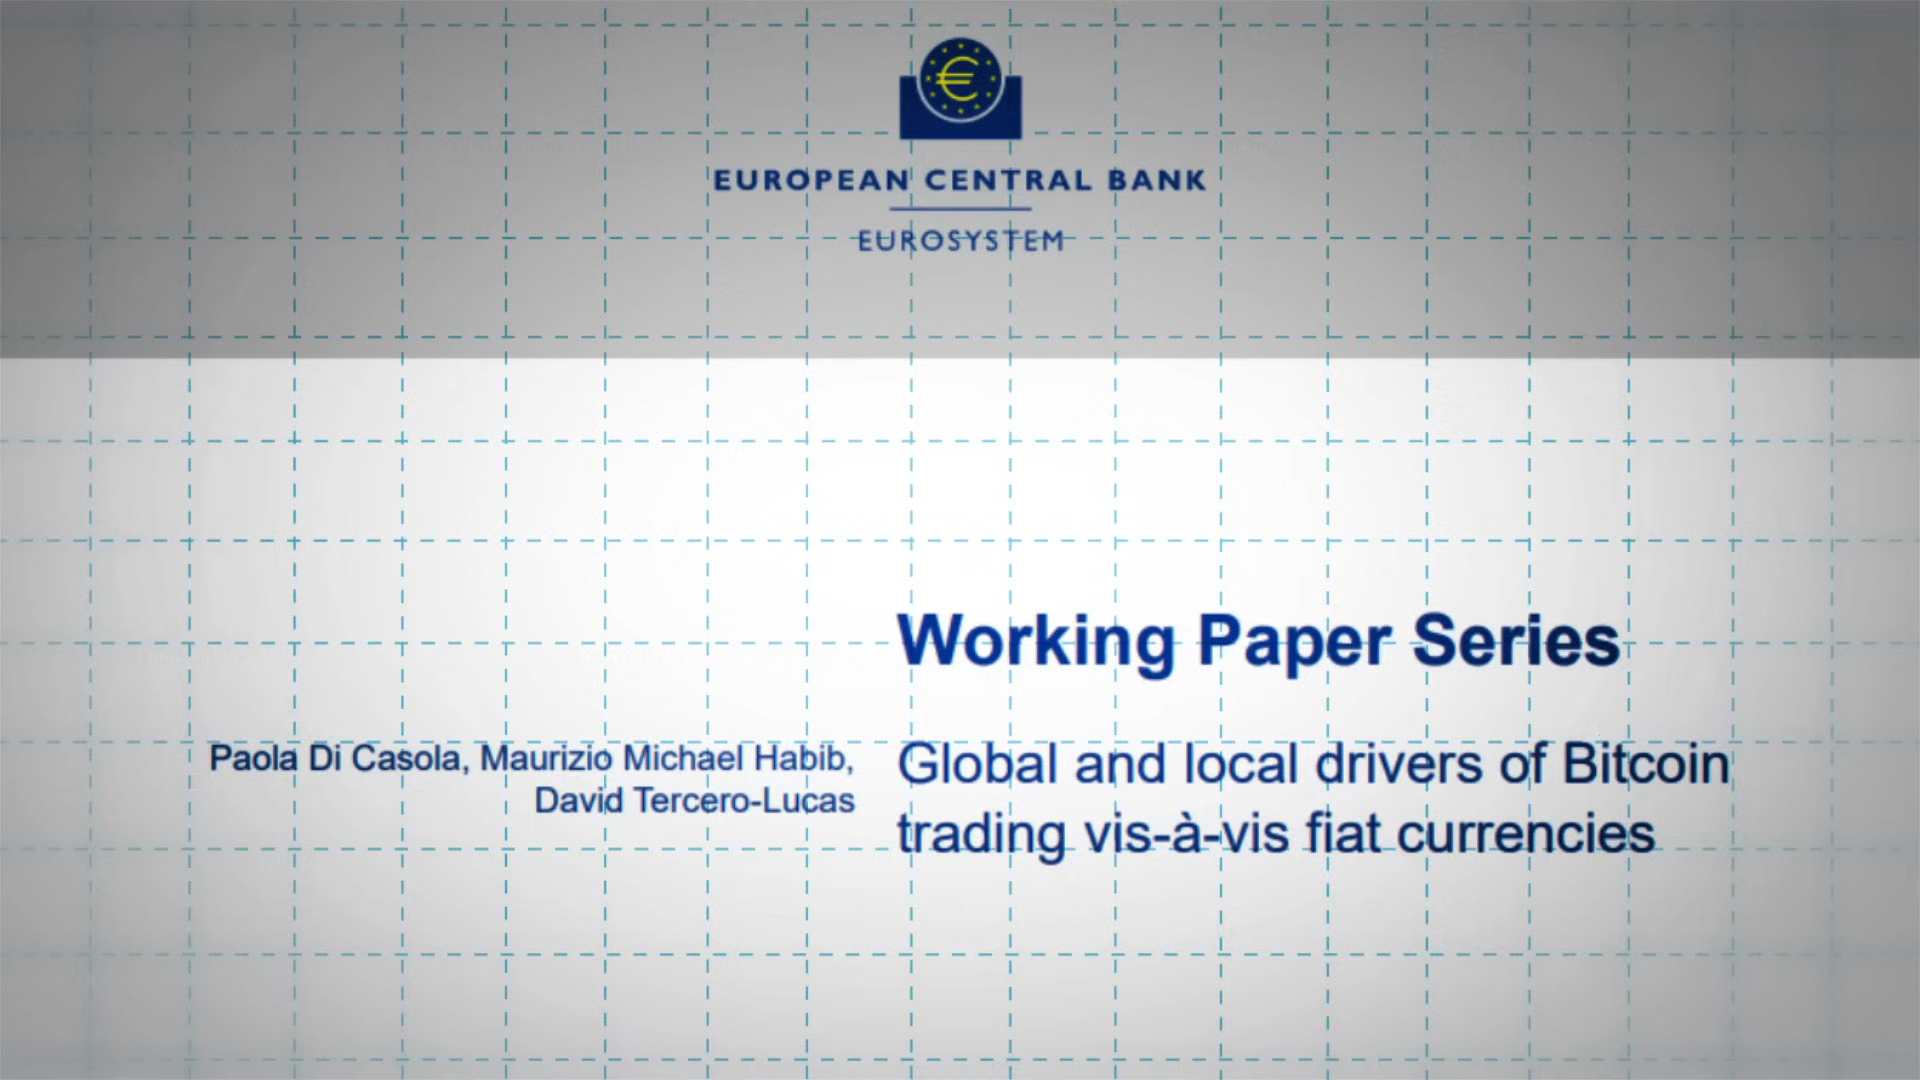 EUROPEAN CENTRAL BANK
EUROSYSTEM
Working Paper Series
Paola Di Casola, Maurizio Michael Habib,
David Tercero-Lucas
Global and local drivers of Bitcoin
trading vis-à-vis fiat currencies